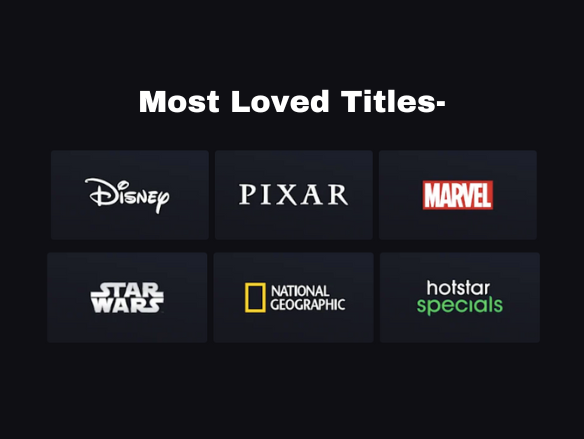 Most Loved Titles-
Disney
PIXAR
MARVEL
STAR
WARS
NATIONAL
GEOGRAPHIC
hotstar
specials